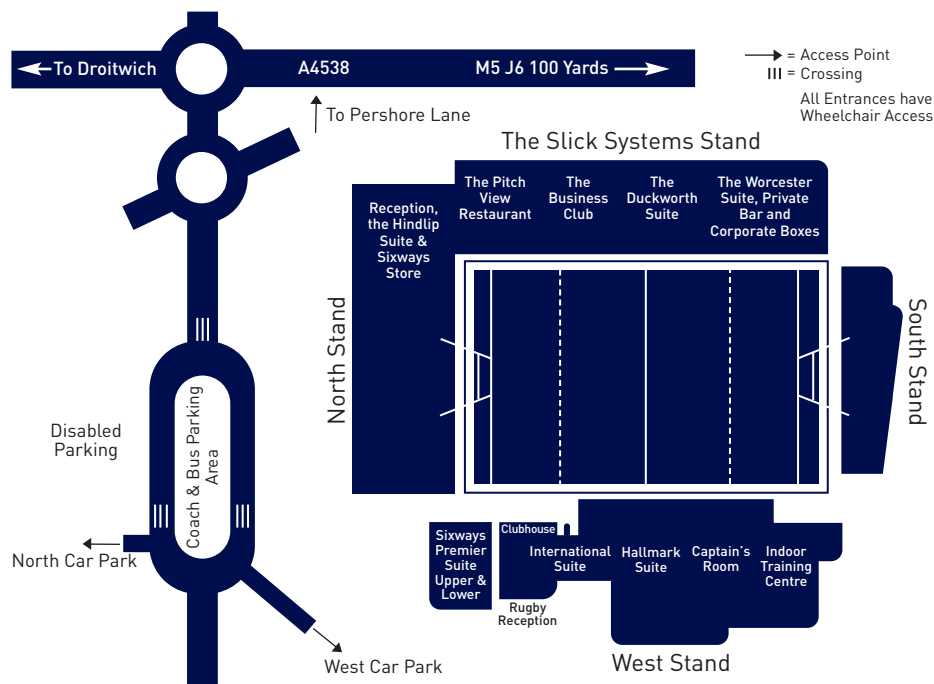 To Droitwich
A4538
M5 J6 100 Yards
= Access Point
= Crossing
All Entrances have
Wheelchair Access
To Pershore Lane
The Slick Systems Stand
The Pitch
View
Restaurant
The
Business
Club
The
Duckworth
Suite
The Worcester
Suite, Private
Bar and
Corporate Boxes
Reception,
the Hindlip
Suite &
Sixways
Store
North Stand
South Stand
Disabled
Parking
Coach & Bus Parking
Area
North Car Park
West Car Park
Sixways
Premier
Suite
Upper &
Lower
Clubhouse
Rugby
Reception
International
Suite
Hallmark
Suite
Captain's
Room
Indoor
Training
Centre
West Stand